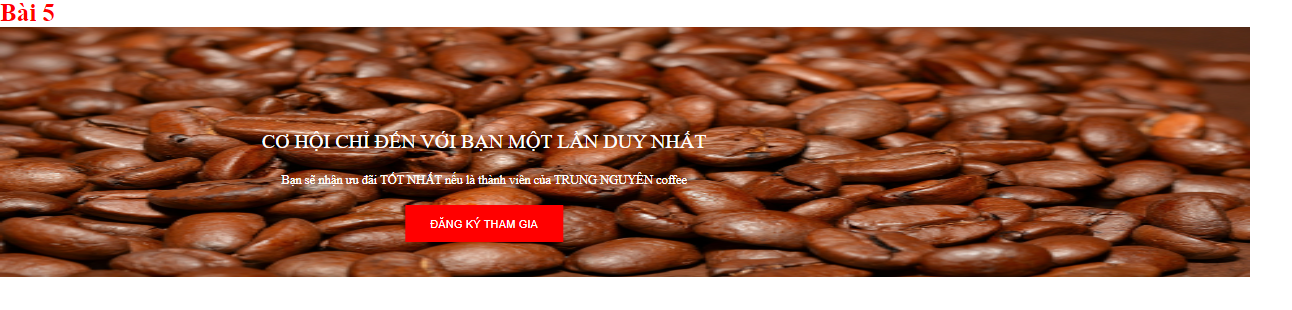 Bài 5
CƠ HỘI CHỈ ĐẾN VỚI BẠN MỘT LẦN DUY NHẤT
Bạn sẽ nhận ưu đãi TỐT NHẤT nếu là thành viên của TRUNG NGUYÊN coffee
ĐĂNG KÝ THAM GIA